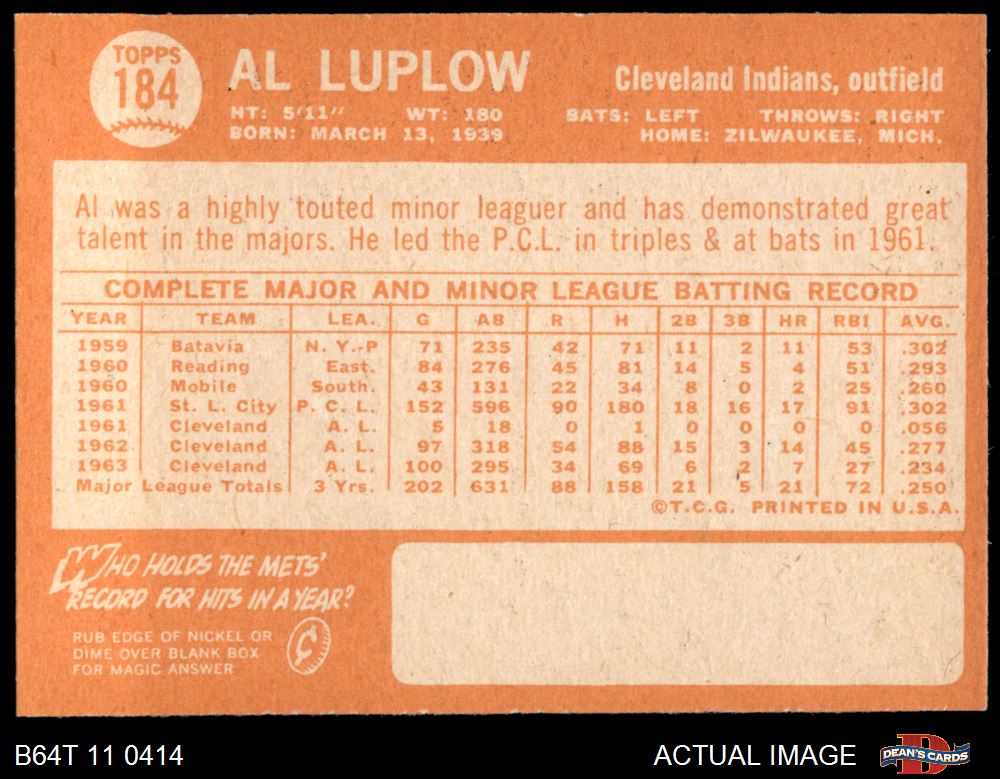 TOPPS
184
AL LUPLOW
Cleveland Indians, outfield
HT: 5'11" WT: 180 BATS: LEFT THROWS: RIGHT
BORN: MARCH 13, 1939 HOME: ZILWAUKEE, MICH.
Al was a highly touted minor leaguer and has demonstrated great
talent in the majors. He led the P.C.L. in triples & at bats in 1961.
COMPLETE MAJOR AND MINOR LEAGUE BATTING RECORD
YEAR TEAM LEA. G AB R H 2B 3B HR RBI AVG.
1959 Batavia N. Y.-P 71 235 42 71 11 2 11 53 .302
1960 Reading East. 84 276 45 81 14 5 4 51 .293
1960 Mobile South. 43 131 22 34 8 0 2 25 .260
1961 St. L. City P. C. L. 152 596 90 180 18 16 17 91 .302
1961 Cleveland A. L. 5 18 0 1 0 0 0 0 .056
1962 Cleveland A. L. 97 318 54 88 15 3 14 45 .277
1963 Cleveland A. L. 100 295 34 69 6 2 7 27 .234
Major League Totals 3 Yrs. 202 631 88 158 21 5 21 72 .250
©T.C.G. PRINTED IN U.S.A.
WHO HOLDS THE METS'
RECORD FOR HITS IN A YEAR?
RUB EDGE OF NICKEL OR
DIME OVER BLANK BOX
FOR MAGIC ANSWER
¢
B64T 11 0414
ACTUAL IMAGE
D
DEAN'S CARDS